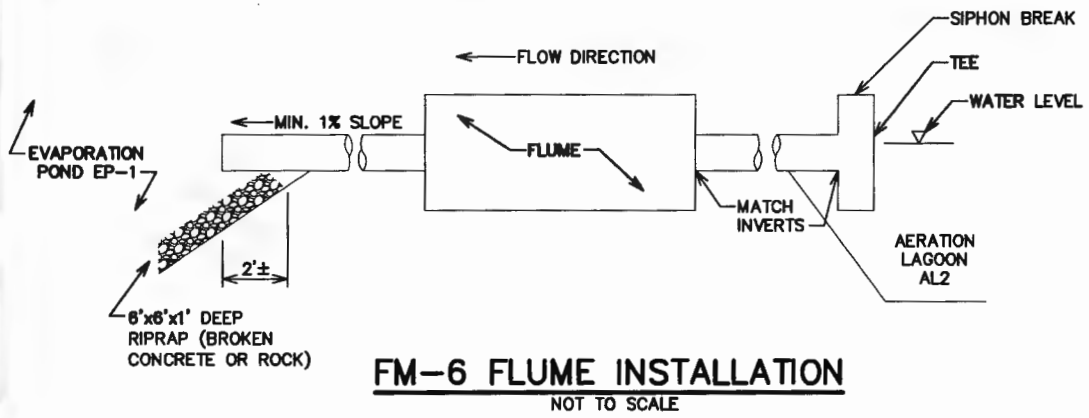 SIPHON BREAK
FLOW DIRECTION
TEE
WATER LEVEL
MIN. 1% SLOPE
EVAPORATION
POND EP-1
FLUME
MATCH
INVERTS
AERATION
LAGOON
AL2
2'±
6'x6'x1' DEEP
RIPRAP (BROKEN
CONCRETE OR ROCK)
FM-6 FLUME INSTALLATION
NOT TO SCALE